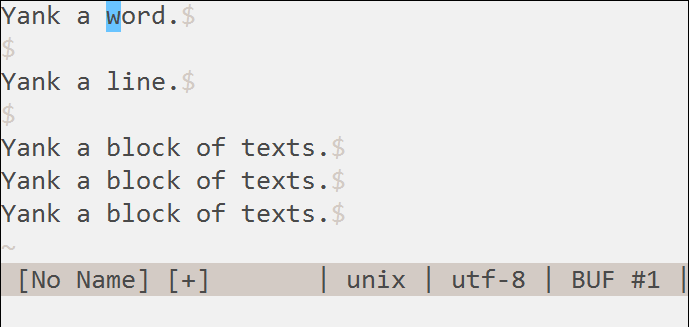 Yank a word.$
$
Yank a line.$
$
Yank a block of texts.$
Yank a block of texts.$
Yank a block of texts.$
~
[No Name] [+] | unix | utf-8 | BUF #1 |